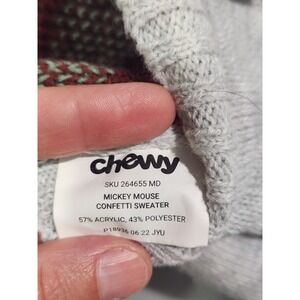 chewy
SKU 264655 MD
MICKEY MOUSE
CONFETTI SWEATER
57% ACRYLIC, 43% POLYESTER
P18936 06 22 JYU